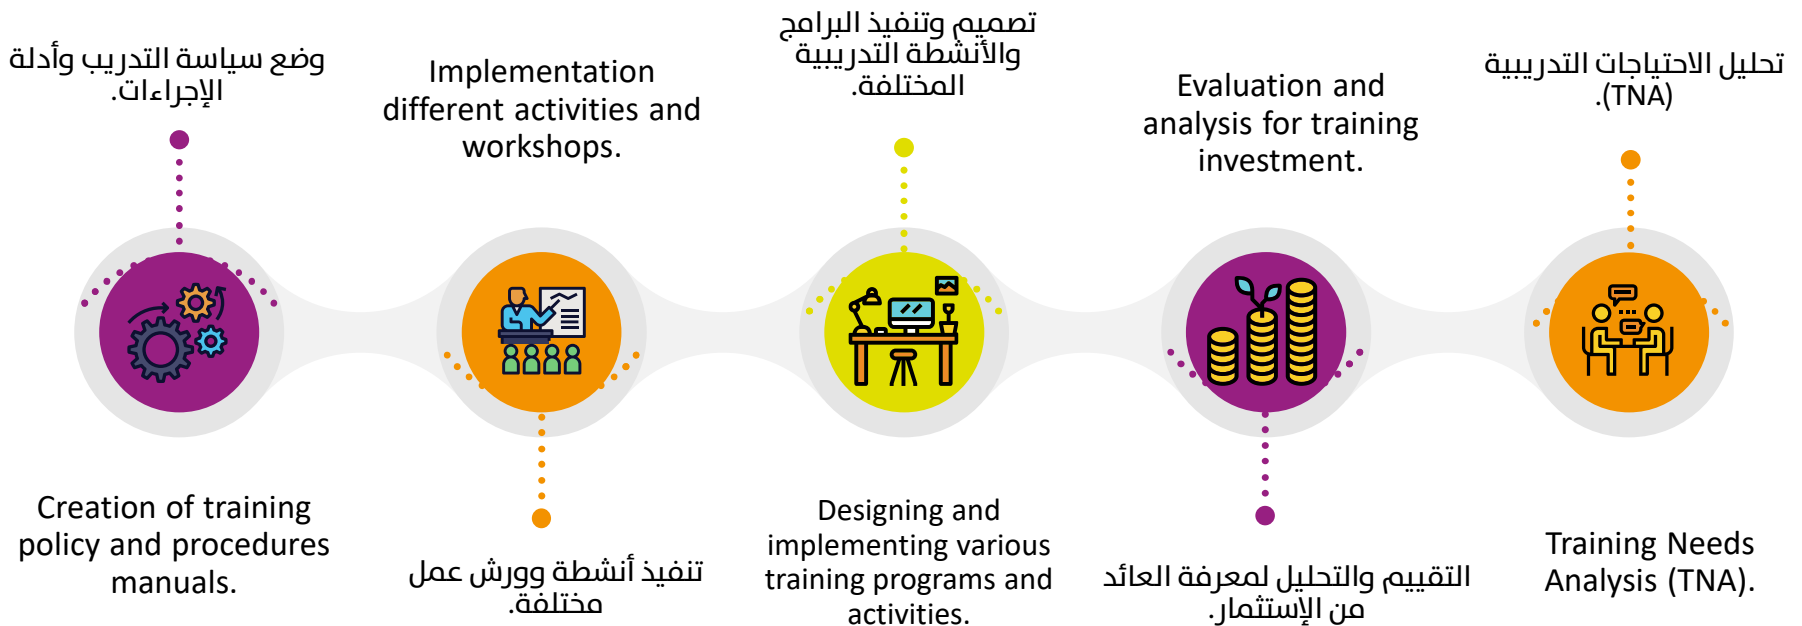 وضع سياسة التدريب وأدلة
الإجراءات.
Creation of training
policy and procedures
manuals.
Implementation
different activities and
workshops.
تنفيذ أنشطة وورش عمل
مختلفة.
تصميم وتنفيذ البرامج
والأنشطة التدريبية
المختلفة.
Designing and
implementing various
training programs and
activities.
Evaluation and
analysis for training
investment.
التقييم والتحليل لمعرفة العائد
من الإستثمار.
تحليل الاحتياجات التدريبية
(TNA).
Training Needs
Analysis (TNA).